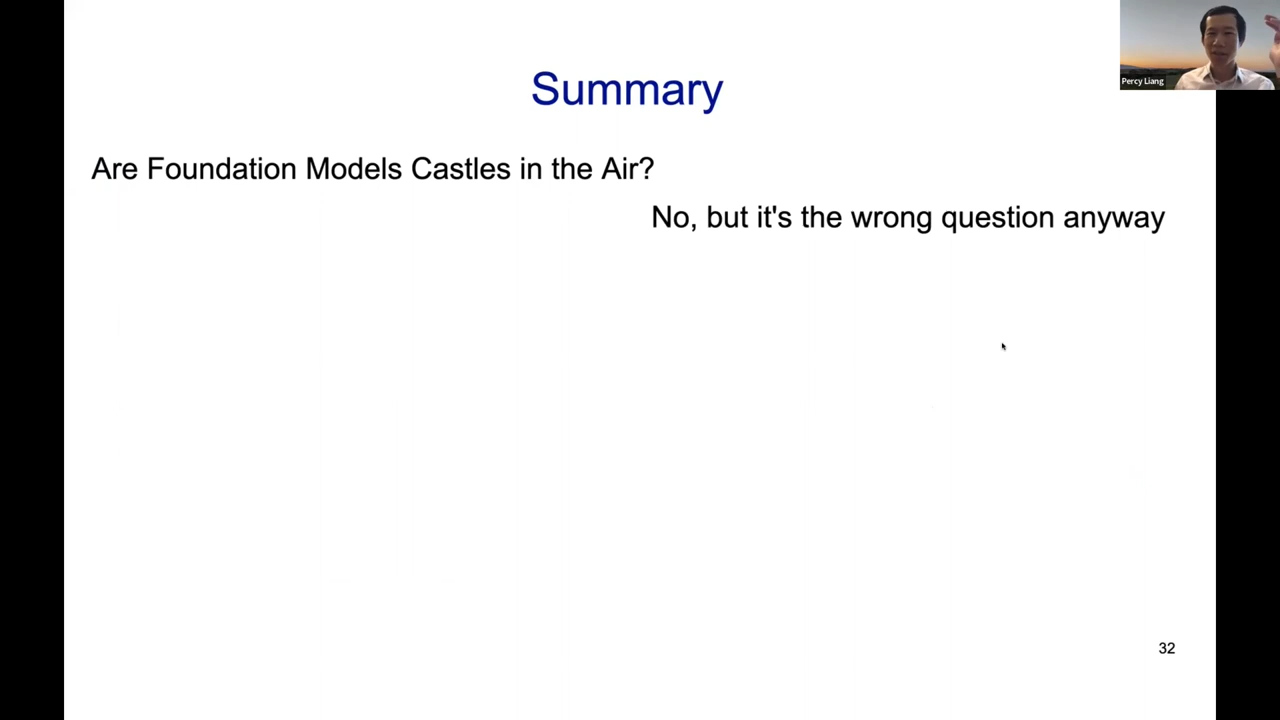 Percy Liang
Summary
Are Foundation Models Castles in the Air?
No, but it's the wrong question anyway
32